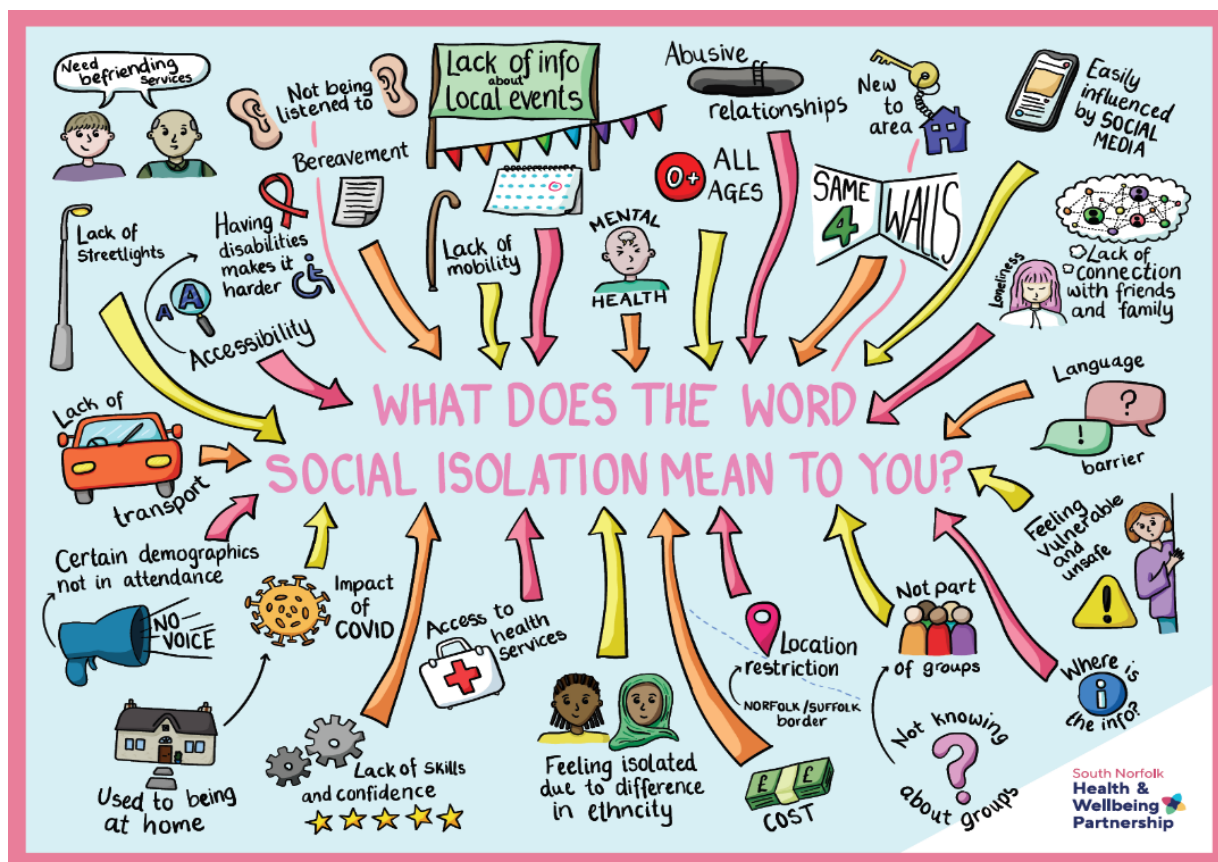 Need
befriending
services
Not being
listened to
Lack of info
about
Local events
Abusive
relationships
New
to
area
Easily
influenced
by SOCIAL
MEDIA
Bereavement
O+
ALL
AGES
SAME
4
WALLS
Lack of
Streetlights
Having
disabilities
makes it
harder
A
A
Accessibility
Lack of
mobility
MENTAL
HEALTH
Loneliness
Lack of
connection
with friends
and family
WHAT DOES THE WORD
SOCIAL ISOLATION MEAN TO YOU?
Lack of
transport
Language
?
!
barrier
Certain demographics
not in attendance
NO
VOICE
Impact
of
COVID
Access to
health
services
Location
restriction
NORFOLK/SUFFOLK
border
Not part
of groups
Feeling
vulnerable
and
unsafe
!
Where is
i
the info?
Used to being
at home
Lack of skills
and confidence
Feeling isolated
due to difference
in ethncity
£ £
COST
Not knowing
?
about groups
South Norfolk
Health &
Wellbeing
Partnership